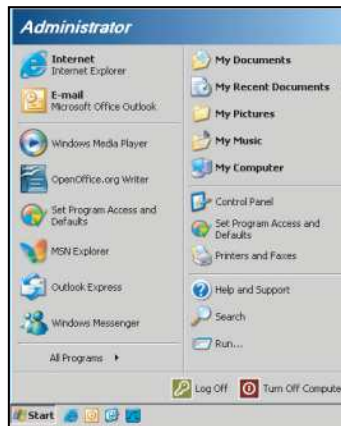 Administrator
Internet
Internet Explorer
E-mail
Microsoft Office Outlook
Windows Media Player
OpenOffice.org Writer
Set Program Access and
Defaults
MSN Explorer
Outlook Express
Windows Messenger
All Programs
My Documents
My Recent Documents
My Pictures
My Music
My Computer
Control Panel
Set Program Access and
Defaults
Printers and Faxes
Help and Support
Search
Run...
Log Off
Turn Off Compute
Start